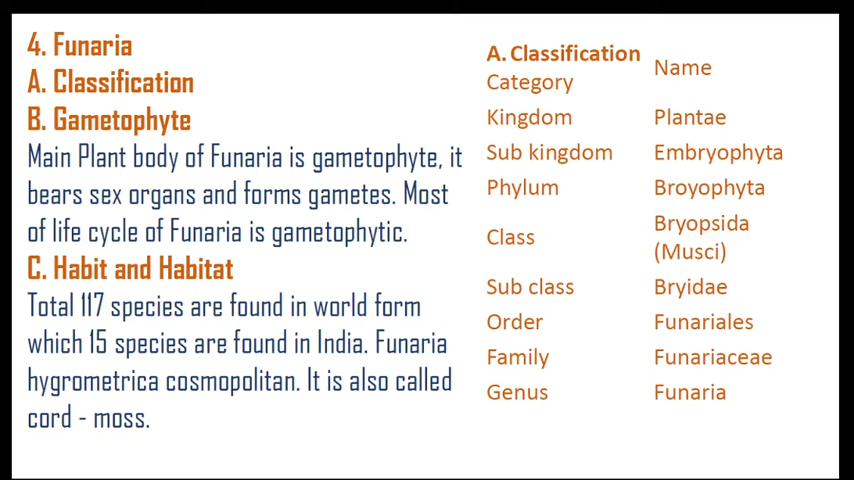 4. Funaria
A. Classification
B. Gametophyte
Main Plant body of Funaria is gametophyte, it
bears sex organs and forms gametes. Most
of life cycle of Funaria is gametophytic.
C. Habit and Habitat
Total 117 species are found in world form
which 15 species are found in India. Funaria
hygrometrica cosmopolitan. It is also called
cord - moss.
A. Classification
Category Name
Kingdom Plantae
Sub kingdom Embryophyta
Phylum Broyophyta
Class Bryopsida
(Musci)
Sub class Bryidae
Order Funariales
Family Funariaceae
Genus Funaria